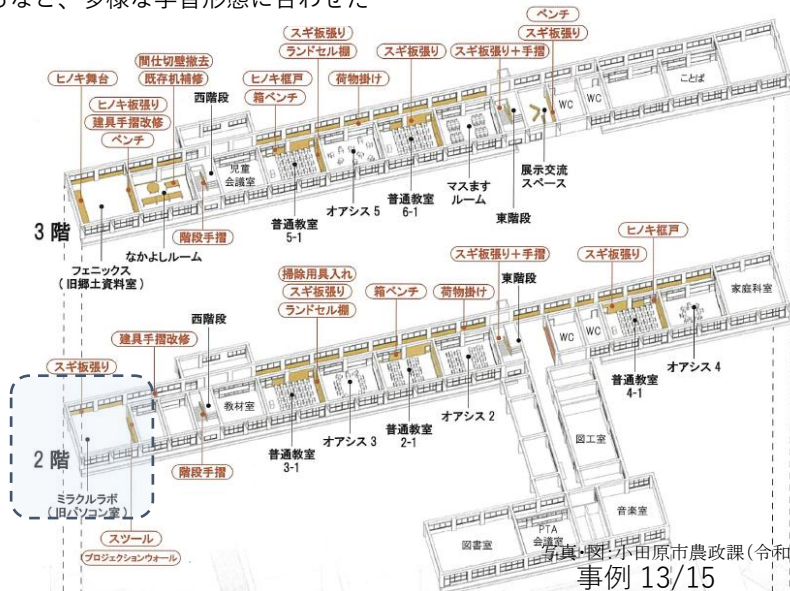 るなど、多様な学習形態に合わせた
ベンチ
スギ板張り
スギ板張り
ランドセル棚
スギ板張り
スギ板張り+手摺
間仕切壁撤去
既存机補修
ヒノキ舞台
ヒノキ板張り
建具手摺改修
ベンチ
西階段
ヒノキ框戸
箱ベンチ
荷物掛け
WC
WC
ことば
児童
会議室
オアシス 5
普通教室
5-1
普通教室
6-1
マスます
ルーム
東階段
展示交流
スペース
3 階
フェニックス
(旧郷土資料室)
なかよしルーム
階段手摺
スギ板張り+手摺
東階段
ヒノキ框戸
スギ板張り
掃除用具入れ
スギ板張り
ランドセル棚
箱ベンチ
荷物掛け
家庭科室
建具手摺改修
西階段
スギ板張り
WC
WC
オアシス 4
普通教室
4-1
教材室
オアシス 2
普通教室
2-1
オアシス 3
普通教室
3-1
2 階
階段手摺
ミラクルラボ
(旧パソコン室)
スツール
プロジェクションウォール
図工室
音楽室
PTA
会議室
図書室
写真・図:小田原市農政課(令和
事例 13/15